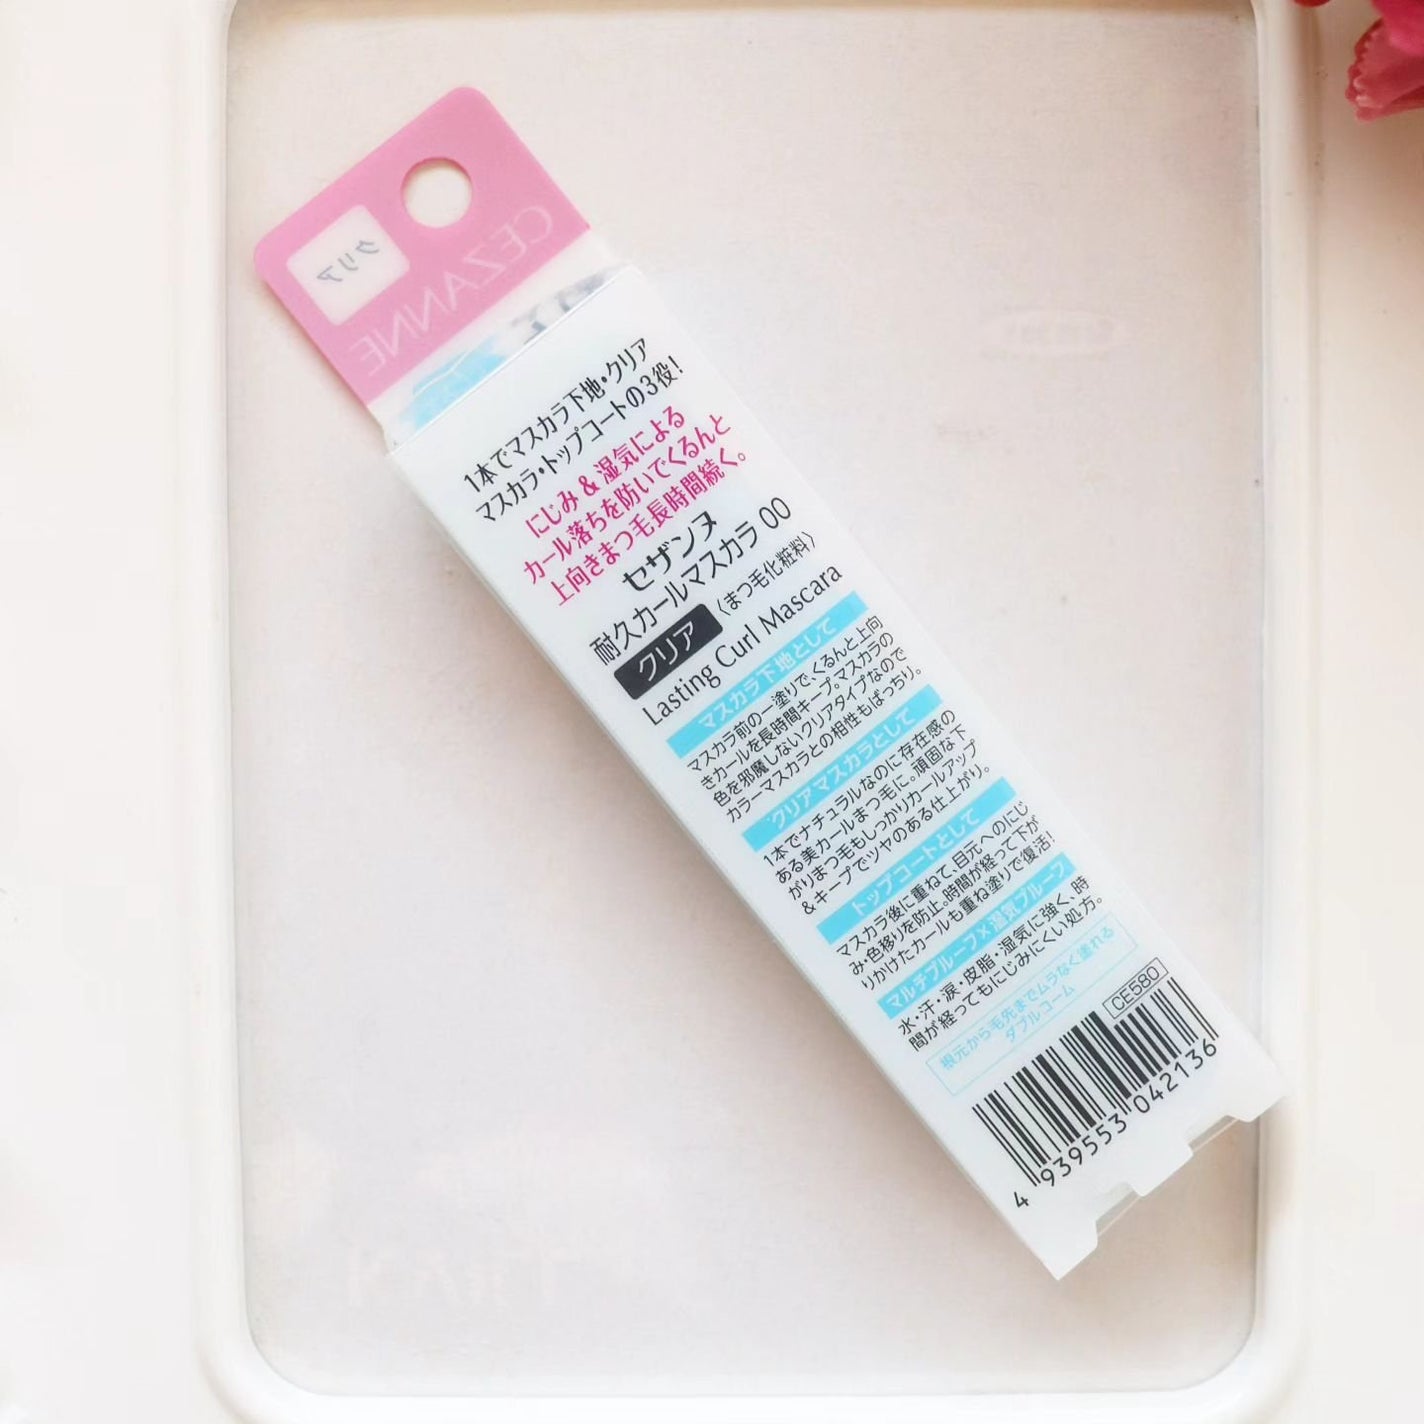 CEZANNE
クリア
1本でマスカラ下地・クリア
マスカラ・トップコートの3役!
にじみ & 湿気による
カール落ちを防いでくるんと
上向きまつ毛長時間続く。
セザンヌ
耐久カールマスカラ 00
クリア 〈まつ毛化粧料〉
Lasting Curl Mascara
マスカラ下地として
マスカラ前の一塗りで、くるんと上向
きカールを長時間キープ。マスカラの
色を邪魔しないクリアタイプなので
カラーマスカラとの相性もばっちり。
クリアマスカラとして
1本でナチュラルなのに存在感の
ある美カールまつ毛に。頑固な下
がりまつ毛もしっかりカールアップ
&キープでツヤのある仕上がり。
トップコートとして
マスカラ後に重ねて、目元へのにじ
み・色移りを防止。時間が経って下が
りかけたカールも重ね塗りで復活!
マルチプルーフ×湿気プルーフ
水・汗・涙・皮脂・湿気に強く、時
間が経ってもにじみにくい処方。
根元から毛先までムラなく塗れる
ダブルコーム
CE580
4 939553 042136